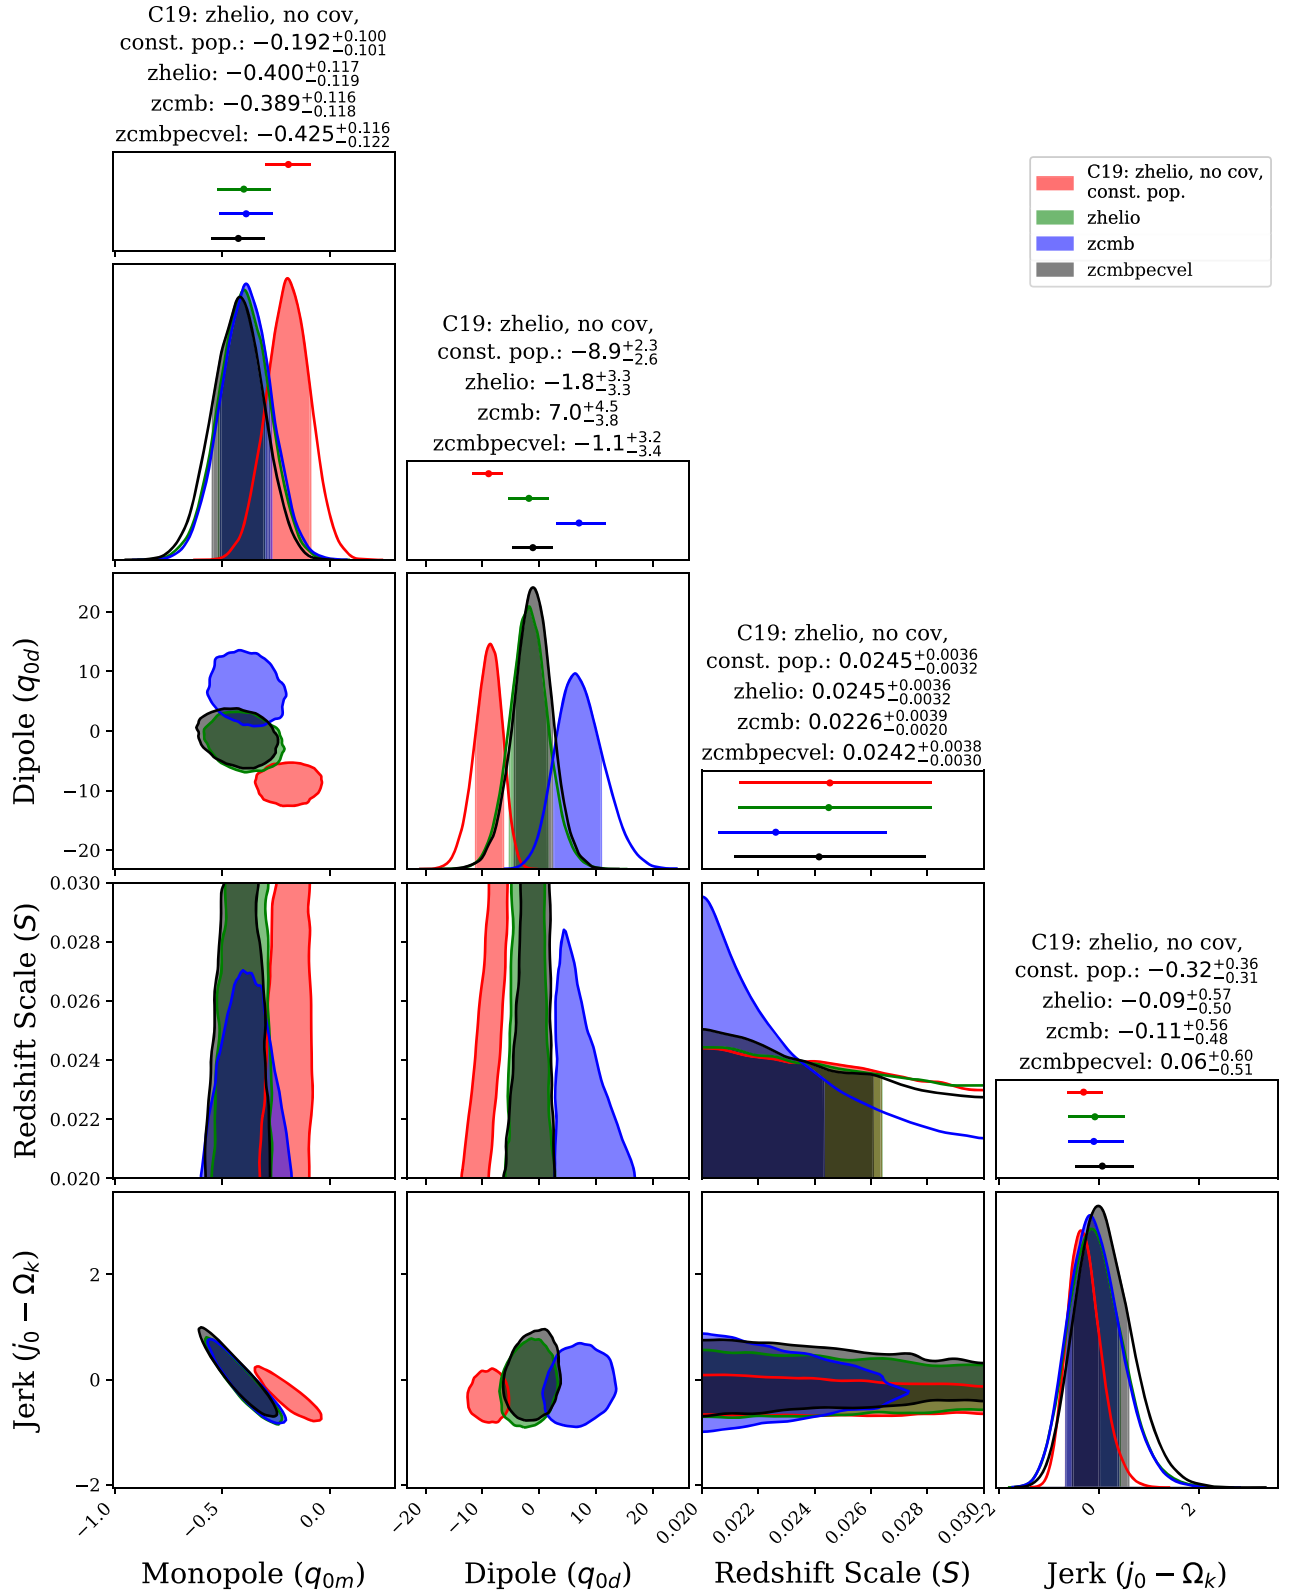 C19: zhelio, no cov,
const. pop.: −0.192 +0.100 −0.101
zhelio: −0.400 +0.117 −0.119
zcmb: −0.389 +0.116 −0.118
zcmbpecvel: −0.425 +0.116 −0.122
C19: zhelio, no cov,
const. pop.
zhelio
zcmb
zcmbpecvel
C19: zhelio, no cov,
const. pop.: −8.9 +2.3 −2.6
zhelio: −1.8 +3.3 −3.3
zcmb: 7.0 +4.5 −3.8
zcmbpecvel: −1.1 +3.2 −3.4
Dipole (q0d)
20
10
0
−10
−20
C19: zhelio, no cov,
const. pop.: 0.0245 +0.0036 −0.0032
zhelio: 0.0245 +0.0036 −0.0032
zcmb: 0.0226 +0.0039 −0.0020
zcmbpecvel: 0.0242 +0.0038 −0.0030
Redshift Scale (S)
0.030
0.028
0.026
0.024
0.022
0.020
C19: zhelio, no cov,
const. pop.: −0.32 +0.36 −0.31
zhelio: −0.09 +0.57 −0.50
zcmb: −0.11 +0.56 −0.48
zcmbpecvel: 0.06 +0.60 −0.51
Jerk (j0 − Ωk)
2
0
−2
−1.0 −0.5 0.0
−20 −10 0 10 20
0.020 0.022 0.024 0.026 0.028 0.030
−2 0 2
Monopole (q0m)
Dipole (q0d)
Redshift Scale (S)
Jerk (j0 − Ωk)